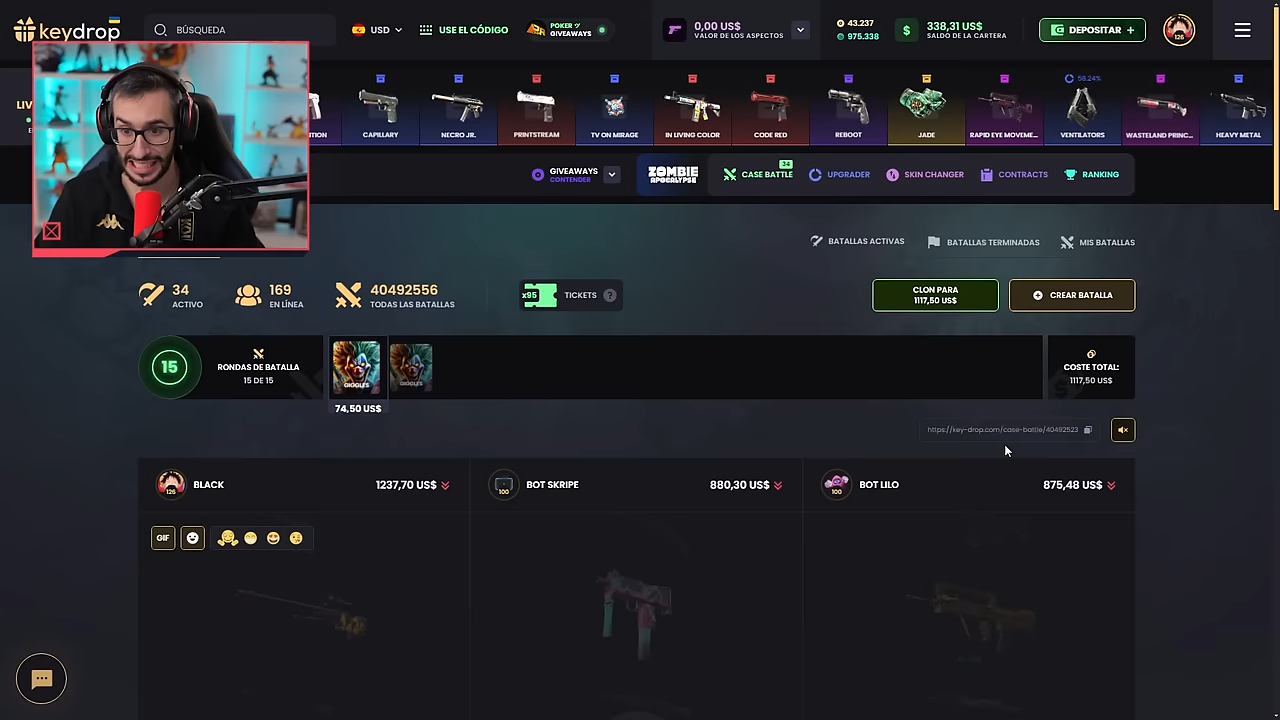 keydrop
BÚSQUEDA
USD
USE EL CÓDIGO
POKER
GIVEAWAYS
0,00 US$
VALOR DE LOS ASPECTOS
43.237
975.338
$
338,31 US$
SALDO DE LA CARTERA
DEPOSITAR +
126
LIV
56.24%
CAPILLARY
NECRO JR.
PRINTSTREAM
TV ON MIRAGE
IN LIVING COLOR
CODE RED
REBOOT
JADE
RAPID EYE MOVEME...
VENTILATORS
WASTELAND PRINC...
HEAVY METAL
GIVEAWAYS
CONTENDER
ZOMBIE
APOCALYPSE
CASE BATTLE
34
UPGRADER
SKIN CHANGER
CONTRACTS
RANKING
BATALLAS ACTIVAS
BATALLAS TERMINADAS
MIS BATALLAS
34
ACTIVO
169
EN LÍNEA
40492556
TODAS LAS BATALLAS
x95
TICKETS ?
CLON PARA
1117,50 US$
CREAR BATALLA
15
RONDAS DE BATALLA
15 DE 15
GIGGLES
GIGGLES
74,50 US$
COSTE TOTAL:
1117,50 US$
https://key-drop.com/case-battle/40492523
126
BLACK
1237,70 US$
100
BOT SKRIPE
880,30 US$
100
BOT LILO
875,48 US$
GIF